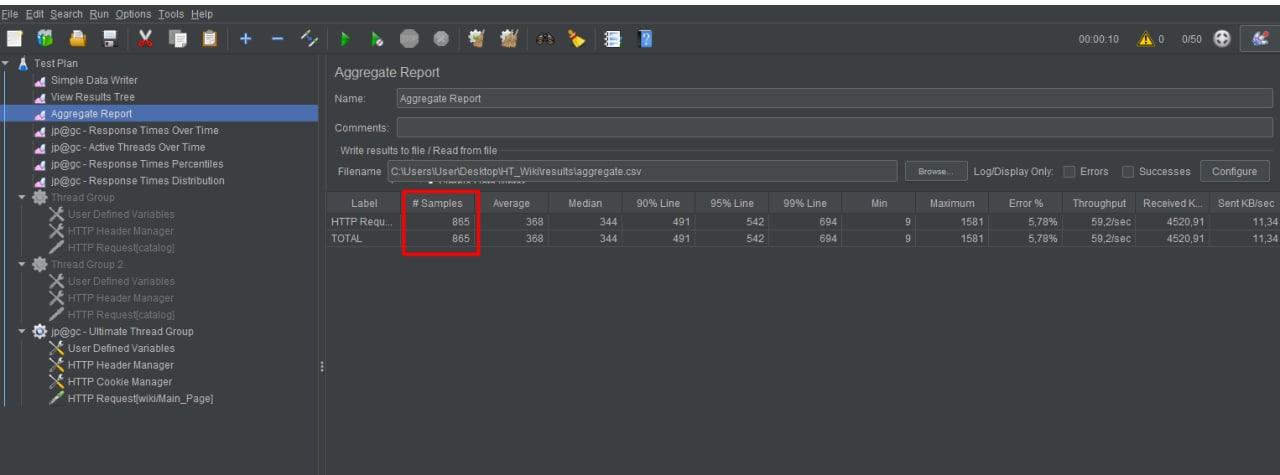 File Edit Search Run Options Tools Help
00:00:10 0 0/50
Test Plan
Simple Data Writer
View Results Tree
Aggregate Report
jp@gc - Response Times Over Time
jp@gc - Active Threads Over Time
jp@gc - Response Times Percentiles
jp@gc - Response Times Distribution
Thread Group
User Defined Variables
HTTP Header Manager
HTTP Request[catalog]
Thread Group 2
User Defined Variables
HTTP Header Manager
HTTP Request[catalog]
jp@gc - Ultimate Thread Group
User Defined Variables
HTTP Header Manager
HTTP Cookie Manager
HTTP Request[wiki/Main_Page]
Aggregate Report
Name: Aggregate Report
Comments:
Write results to file / Read from file
Filename C:\Users\User\Desktop\HT_Wiki\results\aggregate.csv Browse... Log/Display Only: Errors Successes Configure
Label # Samples Average Median 90% Line 95% Line 99% Line Min Maximum Error % Throughput Received K... Sent KB/sec
HTTP Requ... 865 368 344 491 542 694 9 1581 5,78% 59,2/sec 4520,91 11,34
TOTAL 865 368 344 491 542 694 9 1581 5,78% 59,2/sec 4520,91 11,34